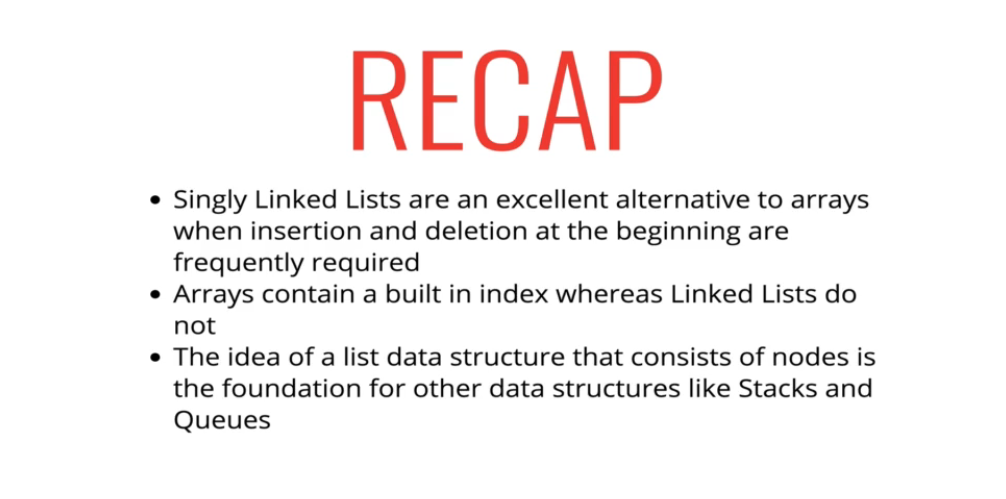 RECAP
• Singly Linked Lists are an excellent alternative to arrays
when insertion and deletion at the beginning are
frequently required
• Arrays contain a built in index whereas Linked Lists do
not
• The idea of a list data structure that consists of nodes is
the foundation for other data structures like Stacks and
Queues